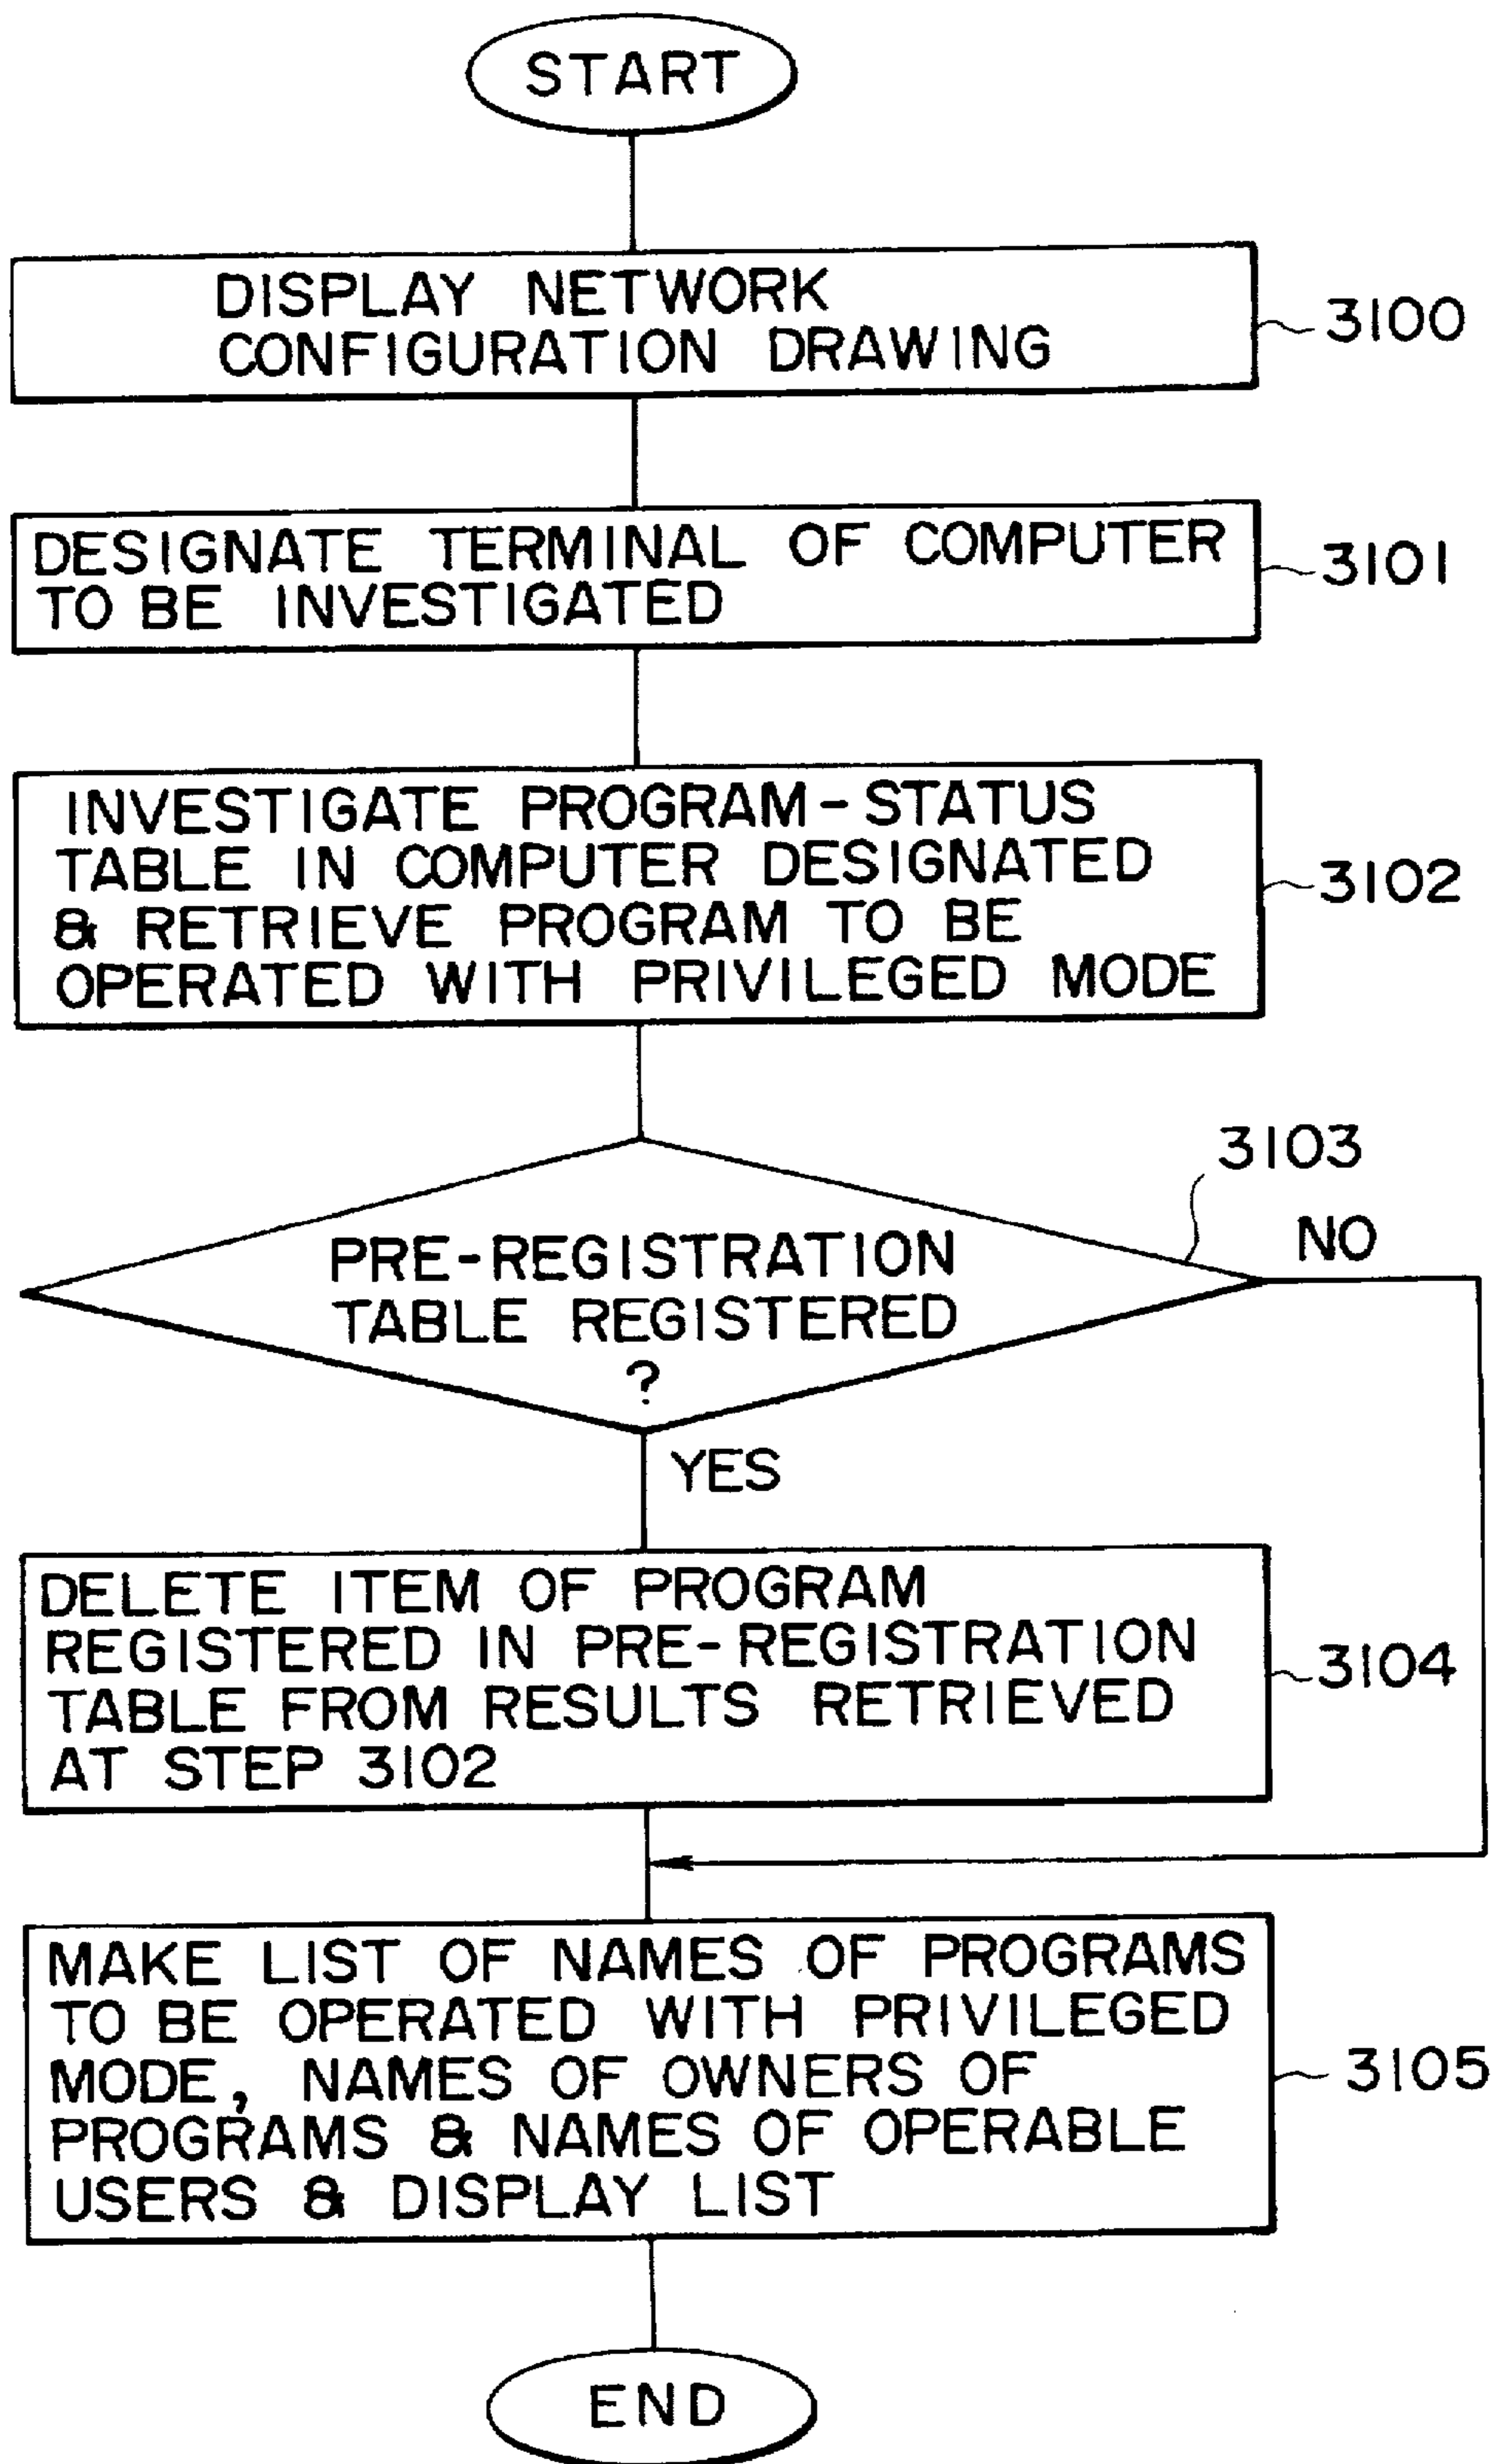 START
DISPLAY NETWORK
CONFIGURATION DRAWING
3100
DESIGNATE TERMINAL OF COMPUTER
TO BE INVESTIGATED
3101
INVESTIGATE PROGRAM-STATUS
TABLE IN COMPUTER DESIGNATED
& RETRIEVE PROGRAM TO BE
OPERATED WITH PRIVILEGED MODE
3102
3103
PRE-REGISTRATION
TABLE REGISTERED
?
NO
YES
DELETE ITEM OF PROGRAM
REGISTERED IN PRE-REGISTRATION
TABLE FROM RESULTS RETRIEVED
AT STEP 3102
3104
MAKE LIST OF NAMES OF PROGRAMS
TO BE OPERATED WITH PRIVILEGED
MODE, NAMES OF OWNERS OF
PROGRAMS & NAMES OF OPERABLE
USERS & DISPLAY LIST
3105
END